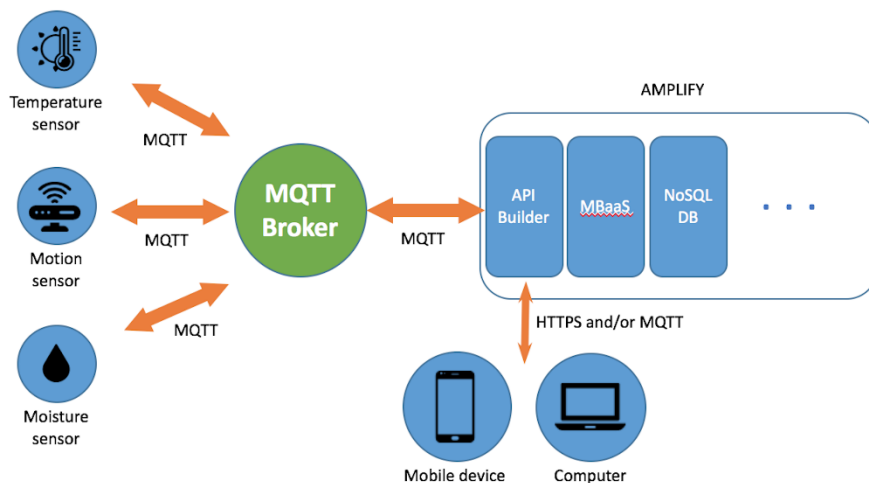 Temperature
sensor
MQTT
Motion
sensor
MQTT
Moisture
sensor
MQTT
MQTT
Broker
MQTT
AMPLIFY
API
Builder
MBaaS
NoSQL
DB
. . .
HTTPS and/or MQTT
Mobile device
Computer